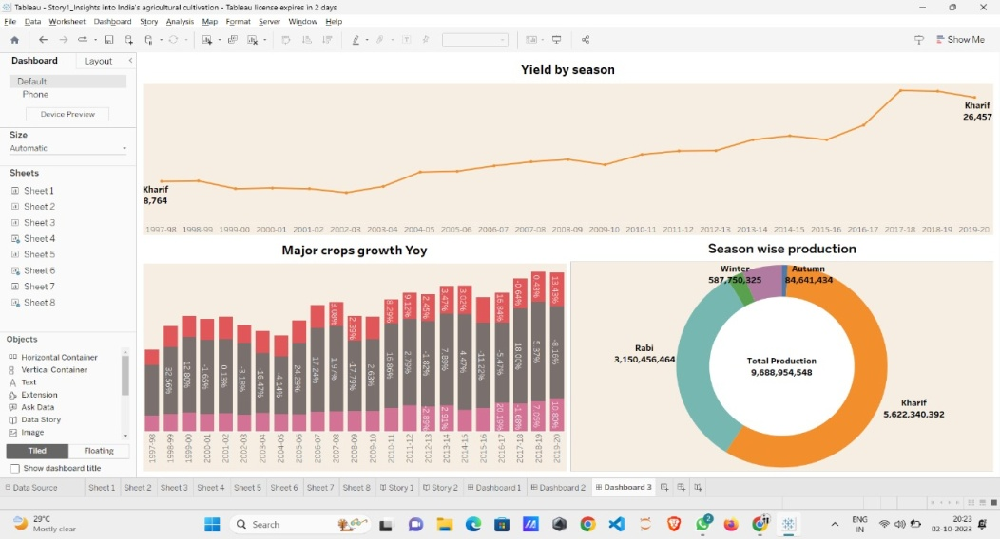 Tableau - Story1_Insights into India's agricultural cultivation - Tableau license expires in 2 days
File Data Worksheet Dashboard Story Analysis Map Format Server Window Help
Show Me
Dashboard Layout
Default
Phone
Device Preview
Size
Automatic
Sheets
Sheet 1
Sheet 2
Sheet 3
Sheet 4
Sheet 5
Sheet 6
Sheet 7
Sheet 8
Objects
Horizontal Container
Vertical Container
Text
Extension
Ask Data
Data Story
Image
Tiled Floating
Show dashboard title
Yield by season
Kharif
8,764
Kharif
26,457
1997-98 1998-99 1999-00 2000-01 2001-02 2002-03 2003-04 2004-05 2005-06 2006-07 2007-08 2008-09 2009-10 2010-11 2011-12 2012-13 2013-14 2014-15 2015-16 2016-17 2017-18 2018-19 2019-20
Major crops growth Yoy
3.08% 2.39% 8.29% 9.12% 2.45% 3.47% 3.02% 16.84% -0.64% 0.43% 13.43%
32.56% 12.80% -1.65% 0.13% -3.18% -16.47% -4.14% 24.29% 17.24% 1.97% -17.79% 2.63% 16.86% 2.79% -1.82% 7.89% 4.47% -11.22% -5.47% 18.00% 5.37% -8.16%
-2.89% 2.91% 20.19% -1.68% 7.05% 10.80%
1997-98 1998-99 1999-00 2000-01 2001-02 2002-03 2003-04 2004-05 2005-06 2006-07 2007-08 2008-09 2009-10 2010-11 2011-12 2012-13 2013-14 2014-15 2015-16 2016-17 2017-18 2018-19 2019-20
Season wise production
Winter
587,750,325
Autumn
84,641,434
Rabi
3,150,456,464
Total Production
9,688,954,548
Kharif
5,622,340,392
Data Source Sheet 1 Sheet 2 Sheet 3 Sheet 4 Sheet 5 Sheet 6 Sheet 7 Sheet 8 Story 1 Story 2 Dashboard 1 Dashboard 2 Dashboard 3
29°C
Mostly clear
Search
2
ENG
IN
20:23
02-10-2023